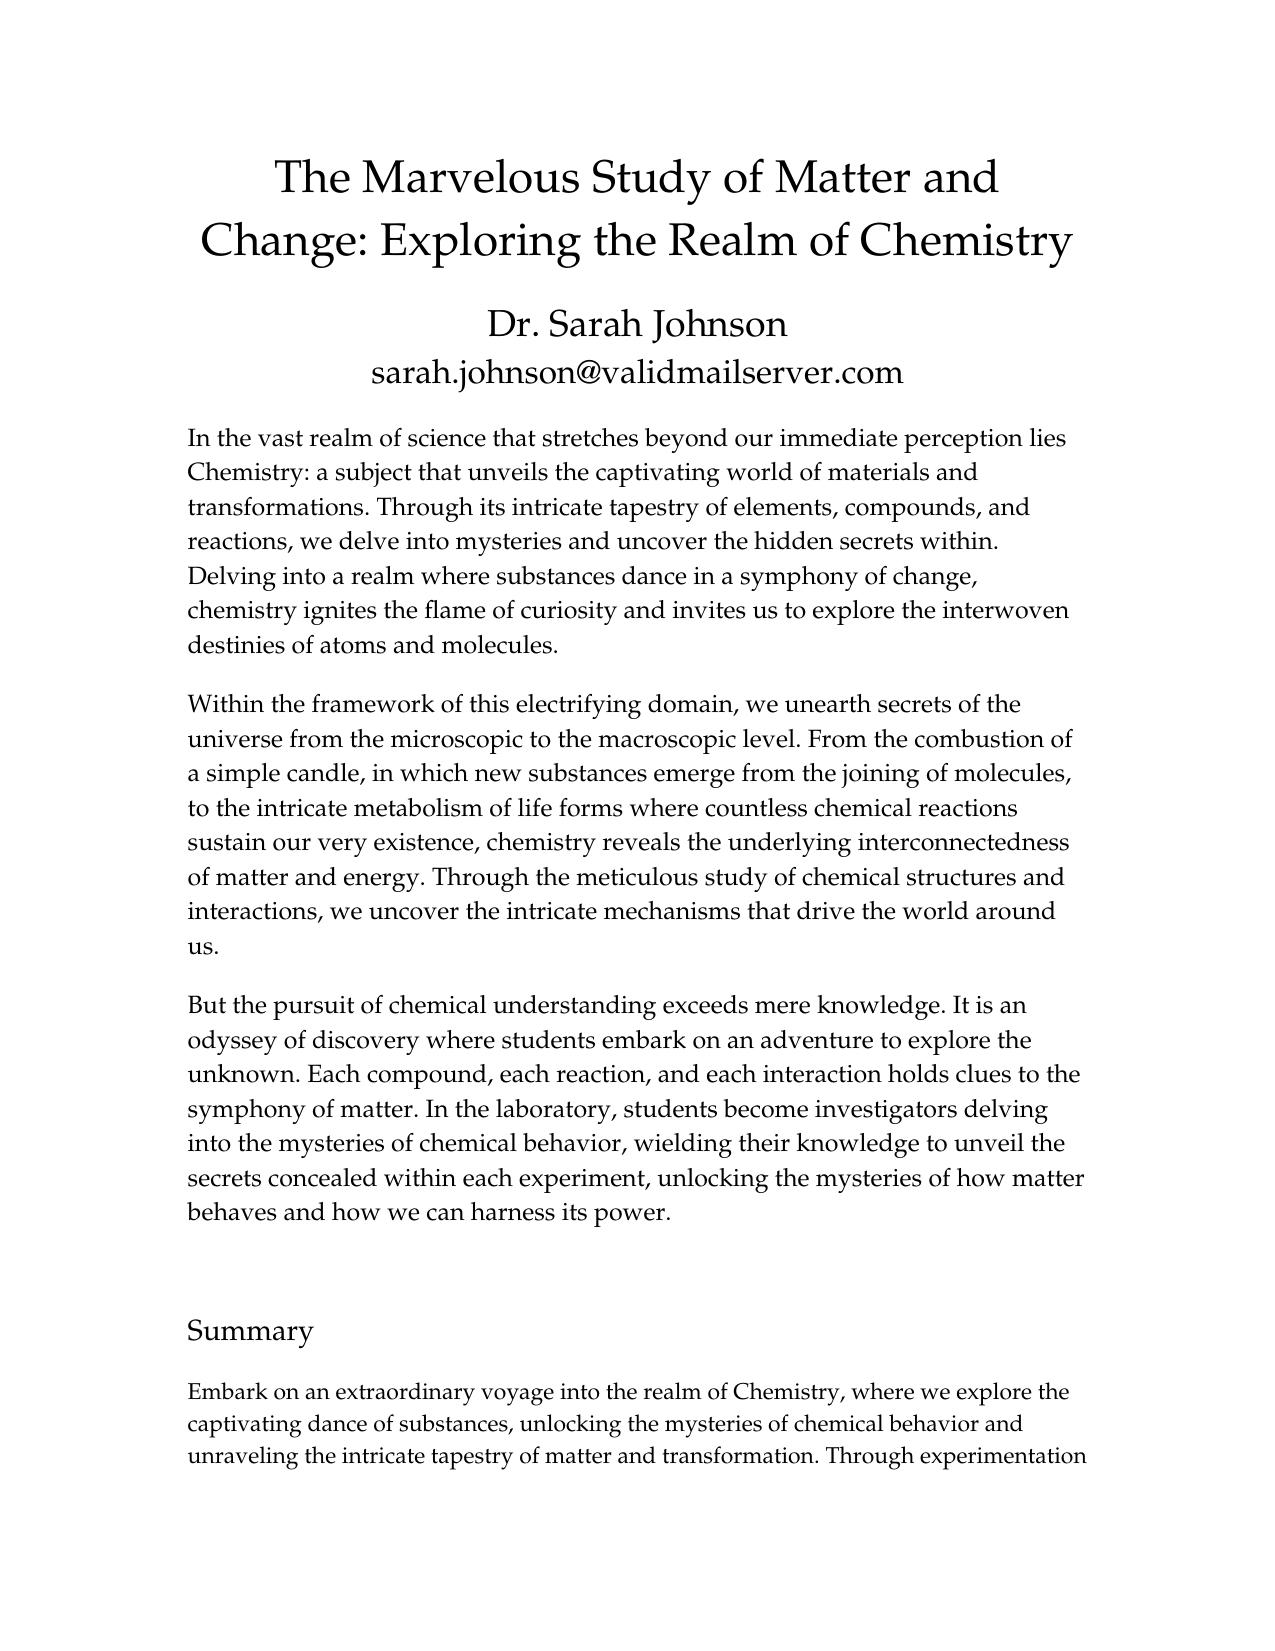 The Marvelous Study of Matter and
Change: Exploring the Realm of Chemistry
Dr. Sarah Johnson
sarah.johnson@validmailserver.com
In the vast realm of science that stretches beyond our immediate perception lies
Chemistry: a subject that unveils the captivating world of materials and
transformations. Through its intricate tapestry of elements, compounds, and
reactions, we delve into mysteries and uncover the hidden secrets within.
Delving into a realm where substances dance in a symphony of change,
chemistry ignites the flame of curiosity and invites us to explore the interwoven
destinies of atoms and molecules.
Within the framework of this electrifying domain, we unearth secrets of the
universe from the microscopic to the macroscopic level. From the combustion of
a simple candle, in which new substances emerge from the joining of molecules,
to the intricate metabolism of life forms where countless chemical reactions
sustain our very existence, chemistry reveals the underlying interconnectedness
of matter and energy. Through the meticulous study of chemical structures and
interactions, we uncover the intricate mechanisms that drive the world around
us.
But the pursuit of chemical understanding exceeds mere knowledge. It is an
odyssey of discovery where students embark on an adventure to explore the
unknown. Each compound, each reaction, and each interaction holds clues to the
symphony of matter. In the laboratory, students become investigators delving
into the mysteries of chemical behavior, wielding their knowledge to unveil the
secrets concealed within each experiment, unlocking the mysteries of how matter
behaves and how we can harness its power.
Summary
Embark on an extraordinary voyage into the realm of Chemistry, where we explore the
captivating dance of substances, unlocking the mysteries of chemical behavior and
unraveling the intricate tapestry of matter and transformation. Through experimentation